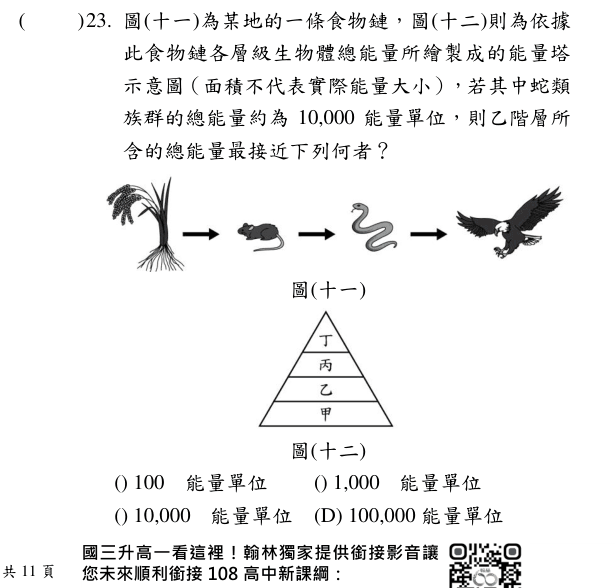 (　　)23. 圖(十一)為某地的一條食物鏈，圖(十二)則為依據
此食物鏈各層級生物體總能量所繪製成的能量塔
示意圖（面積不代表實際能量大小），若其中蛇類
族群的總能量約為 10,000 能量單位，則乙階層所
含的總能量最接近下列何者？
圖(十一)
丁
丙
乙
甲
圖(十二)
() 100　能量單位　　() 1,000　能量單位
() 10,000　能量單位　(D) 100,000 能量單位
國三升高一看這裡！翰林獨家提供銜接影音讓
共 11 頁　您未來順利銜接 108 高中新課綱：